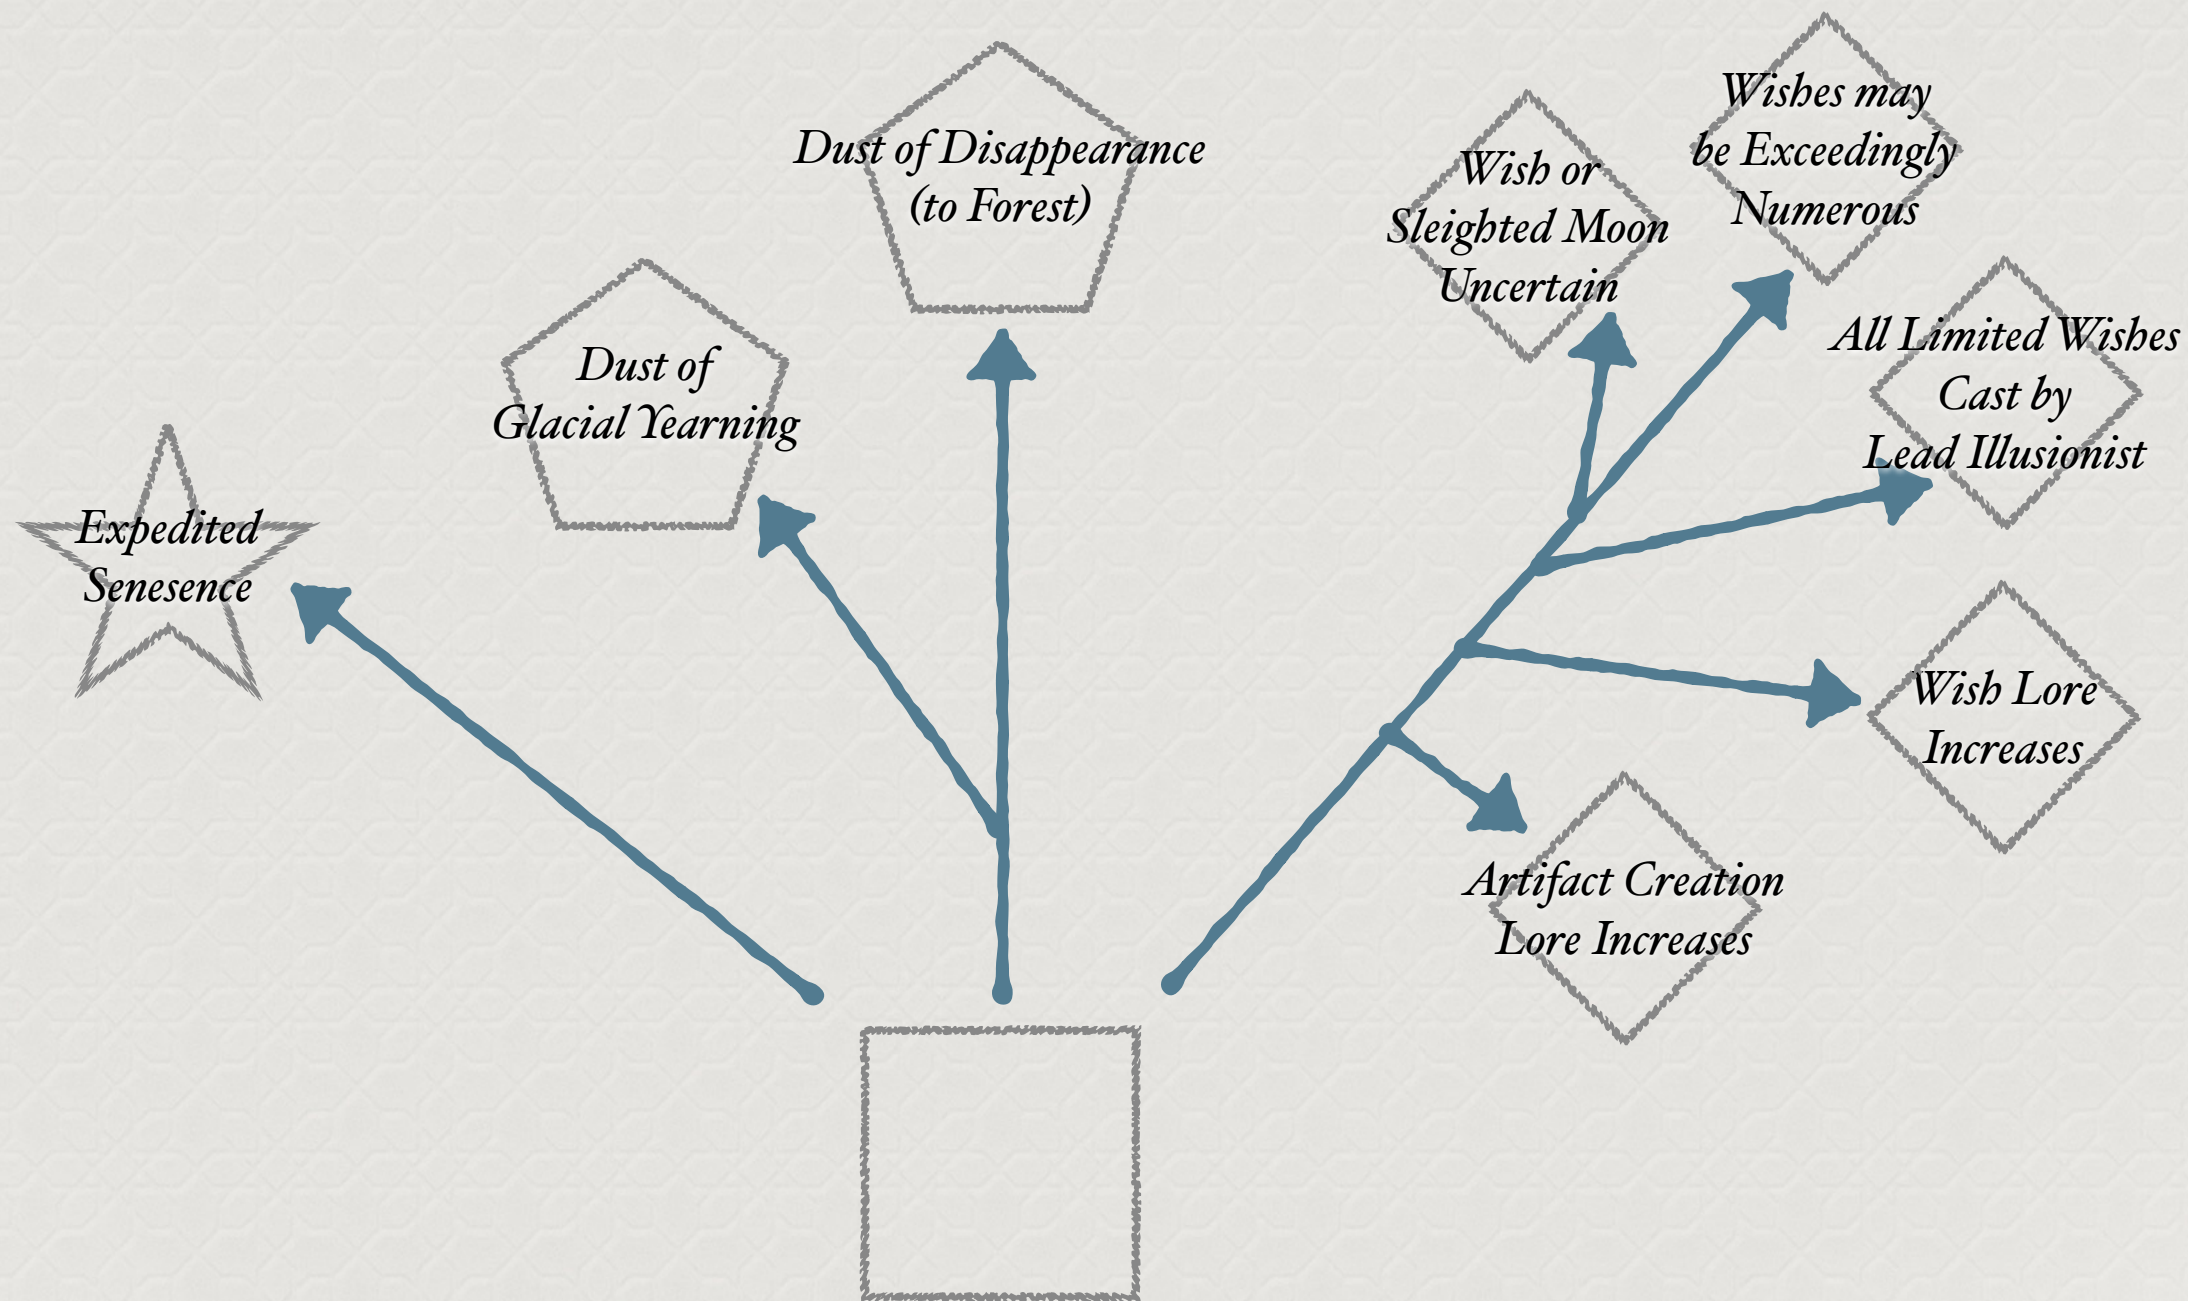 Expedited
Senesence
Dust of
Glacial Yearning
Dust of Disappearance
(to Forest)
Wish or
Sleighted Moon
Uncertain
Wishes may
be Exceedingly
Numerous
All Limited Wishes
Cast by
Lead Illusionist
Wish Lore
Increases
Artifact Creation
Lore Increases